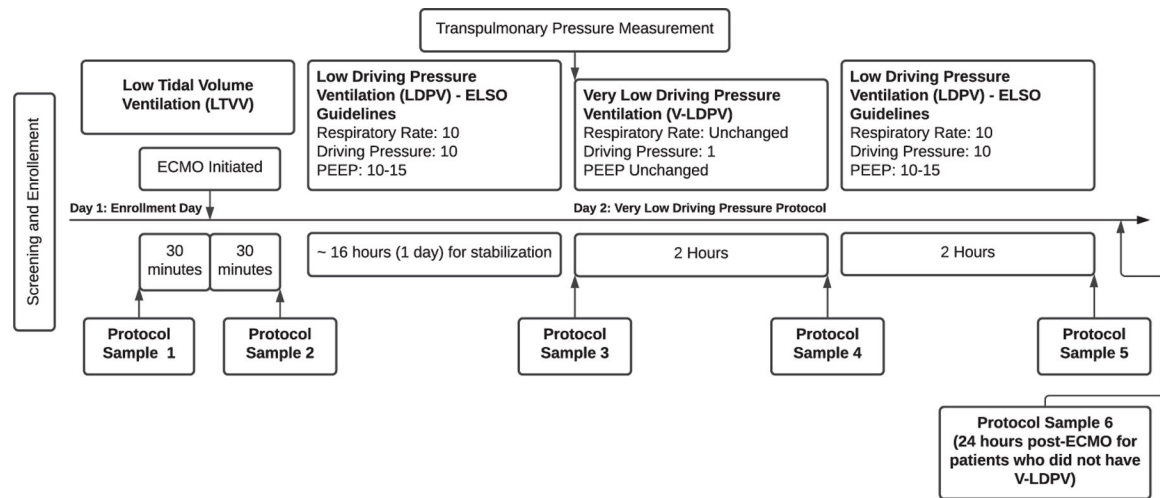 Transpulmonary Pressure Measurement
Screening and Enrollement
Low Tidal Volume
Ventilation (LTVV)
Low Driving Pressure
Ventilation (LDPV) - ELSO
Guidelines
Respiratory Rate: 10
Driving Pressure: 10
PEEP: 10-15
Very Low Driving Pressure
Ventilation (V-LDPV)
Respiratory Rate: Unchanged
Driving Pressure: 1
PEEP Unchanged
Low Driving Pressure
Ventilation (LDPV) - ELSO
Guidelines
Respiratory Rate: 10
Driving Pressure: 10
PEEP: 10-15
ECMO Initiated
Day 1: Enrollment Day
Day 2: Very Low Driving Pressure Protocol
30
minutes
30
minutes
~ 16 hours (1 day) for stabilization
2 Hours
2 Hours
Protocol
Sample 1
Protocol
Sample 2
Protocol
Sample 3
Protocol
Sample 4
Protocol
Sample 5
Protocol Sample 6
(24 hours post-ECMO for
patients who did not have
V-LDPV)